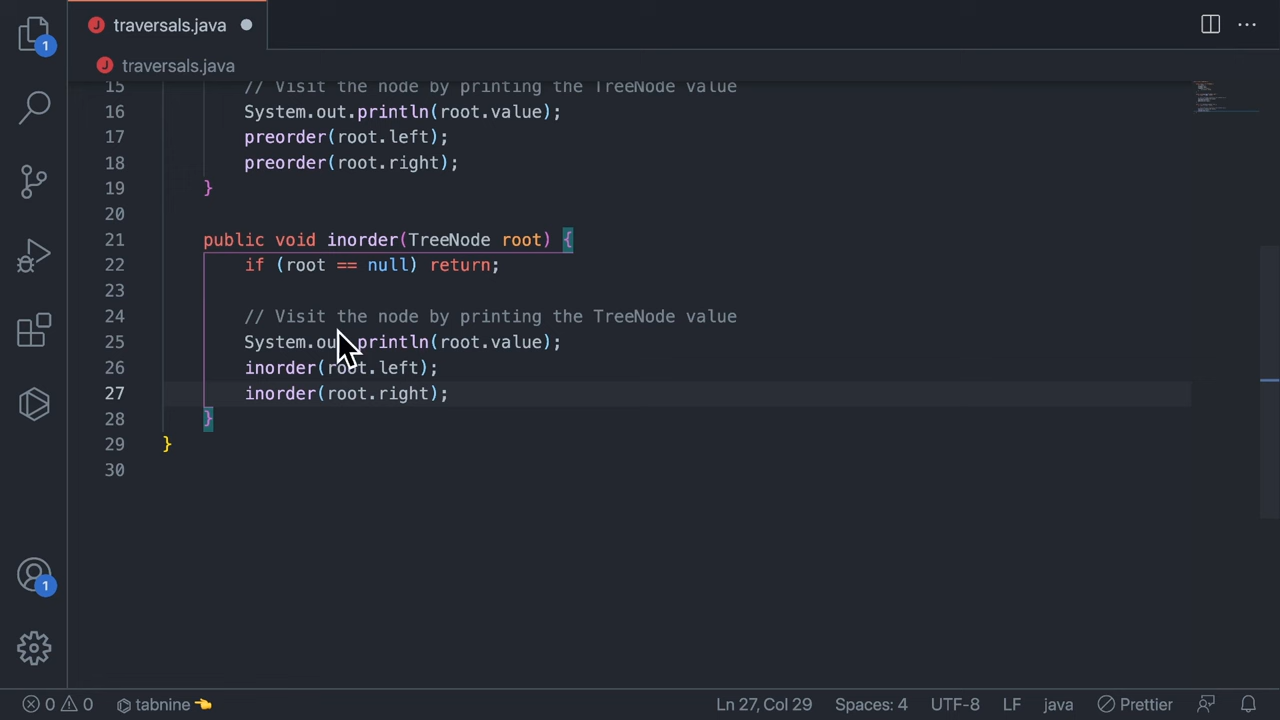 1
traversals.java
traversals.java
15 // Visit the node by printing the TreeNode value
16 System.out.println(root.value);
17 preorder(root.left);
18 preorder(root.right);
19 }
20
21 public void inorder(TreeNode root) {
22 if (root == null) return;
23
24 // Visit the node by printing the TreeNode value
25 System.out.println(root.value);
26 inorder(root.left);
27 inorder(root.right);
28 }
29 }
30
1
0 0 tabnine 👈 Ln 27, Col 29 Spaces: 4 UTF-8 LF java Prettier